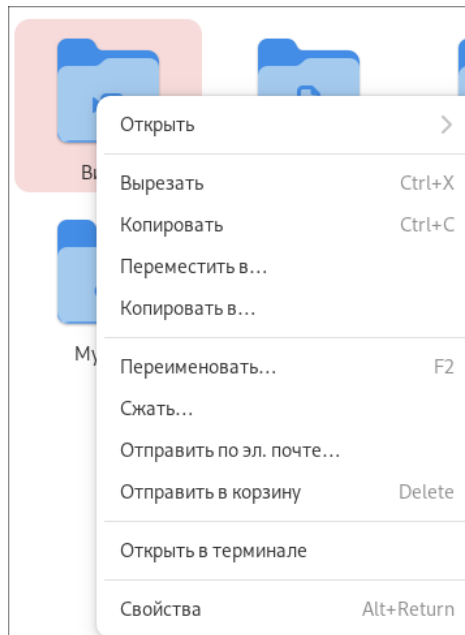 Открыть
Вырезать Ctrl+X
Копировать Ctrl+C
Переместить в...
Копировать в...
Переименовать... F2
Сжать...
Отправить по эл. почте...
Отправить в корзину Delete
Открыть в терминале
Свойства Alt+Return